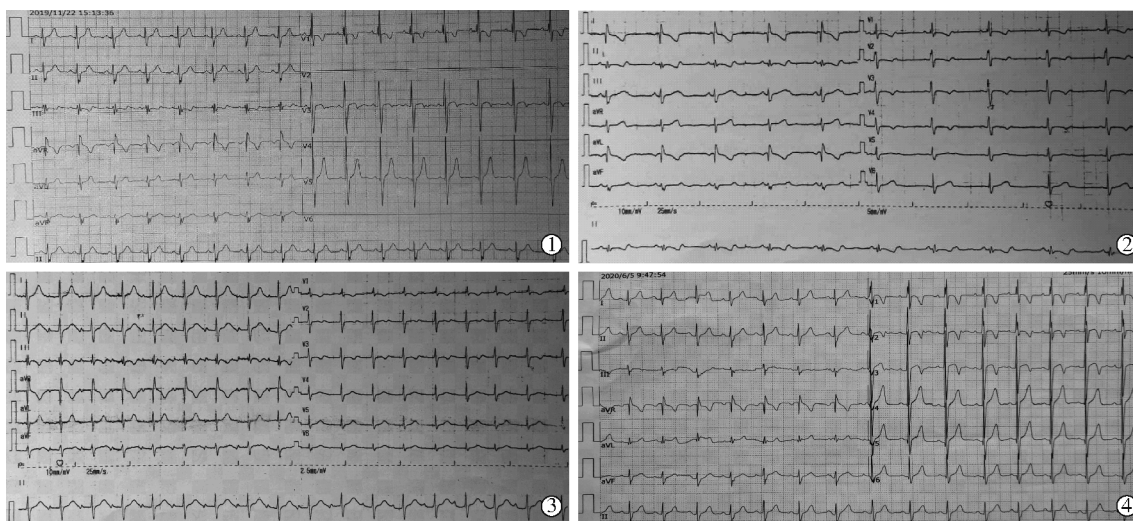 2019/11/22 15:13:36
I
V1
II
V2
III
V3
aVR
V4
V5
aVF
V6
II
①
I
V1
II
V2
III
V3
aVR
V4
aVL
V5
aVF
V6
10mm/mV 25mm/s 5mm/mV
II
②
I
V1
II
V2
III
V3
aVR
V4
aVL
V5
aVF
V6
10mm/mV 25mm/s 2.5mm/mV
II
③
2020/6/5 9:47:54
V1
II
V2
III
V3
aVR
V4
aVL
V5
aVF
V6
II
④